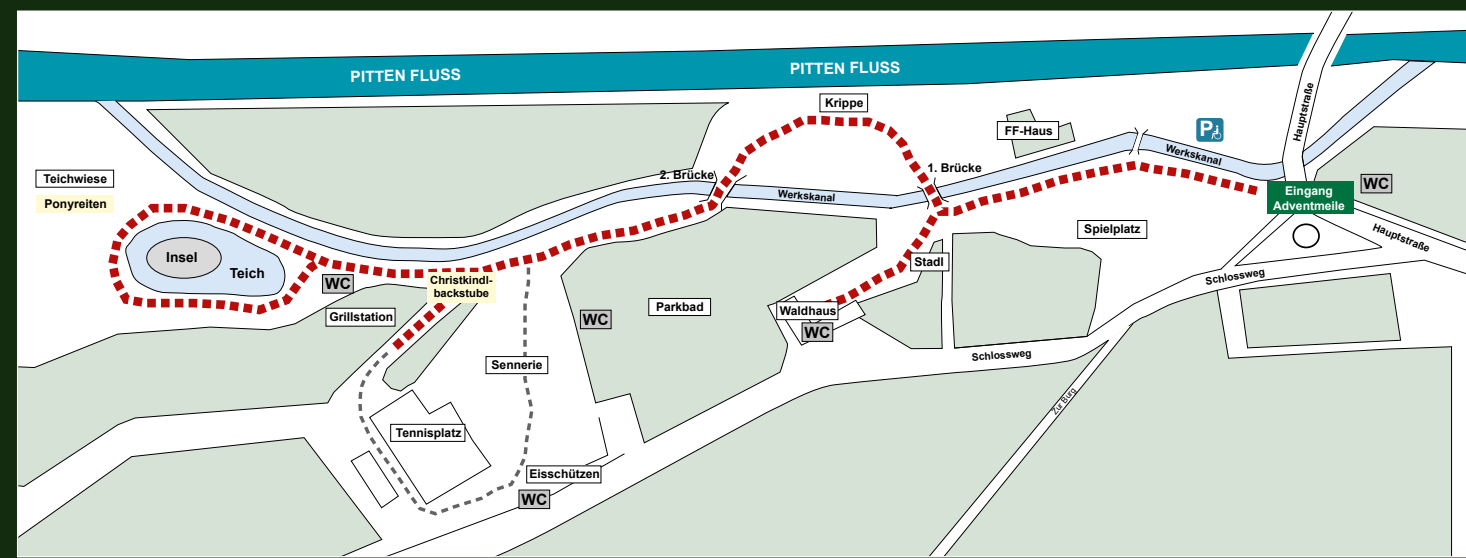 PITTEN FLUSS
PITTEN FLUSS
Hauptstraße
Krippe
FF-Haus
P
Werkskanal
1. Brücke
2. Brücke
Werkskanal
Teichwiese
Ponyreiten
WC
Eingang
Adventmeile
Hauptstraße
Spielplatz
Insel
Teich
Stadl
Schlossweg
WC
Christkindl-
backstube
Grillstation
WC
Parkbad
Waldhaus
WC
Sennerie
Schlossweg
Zur Burg
Tennisplatz
Eisschützen
WC